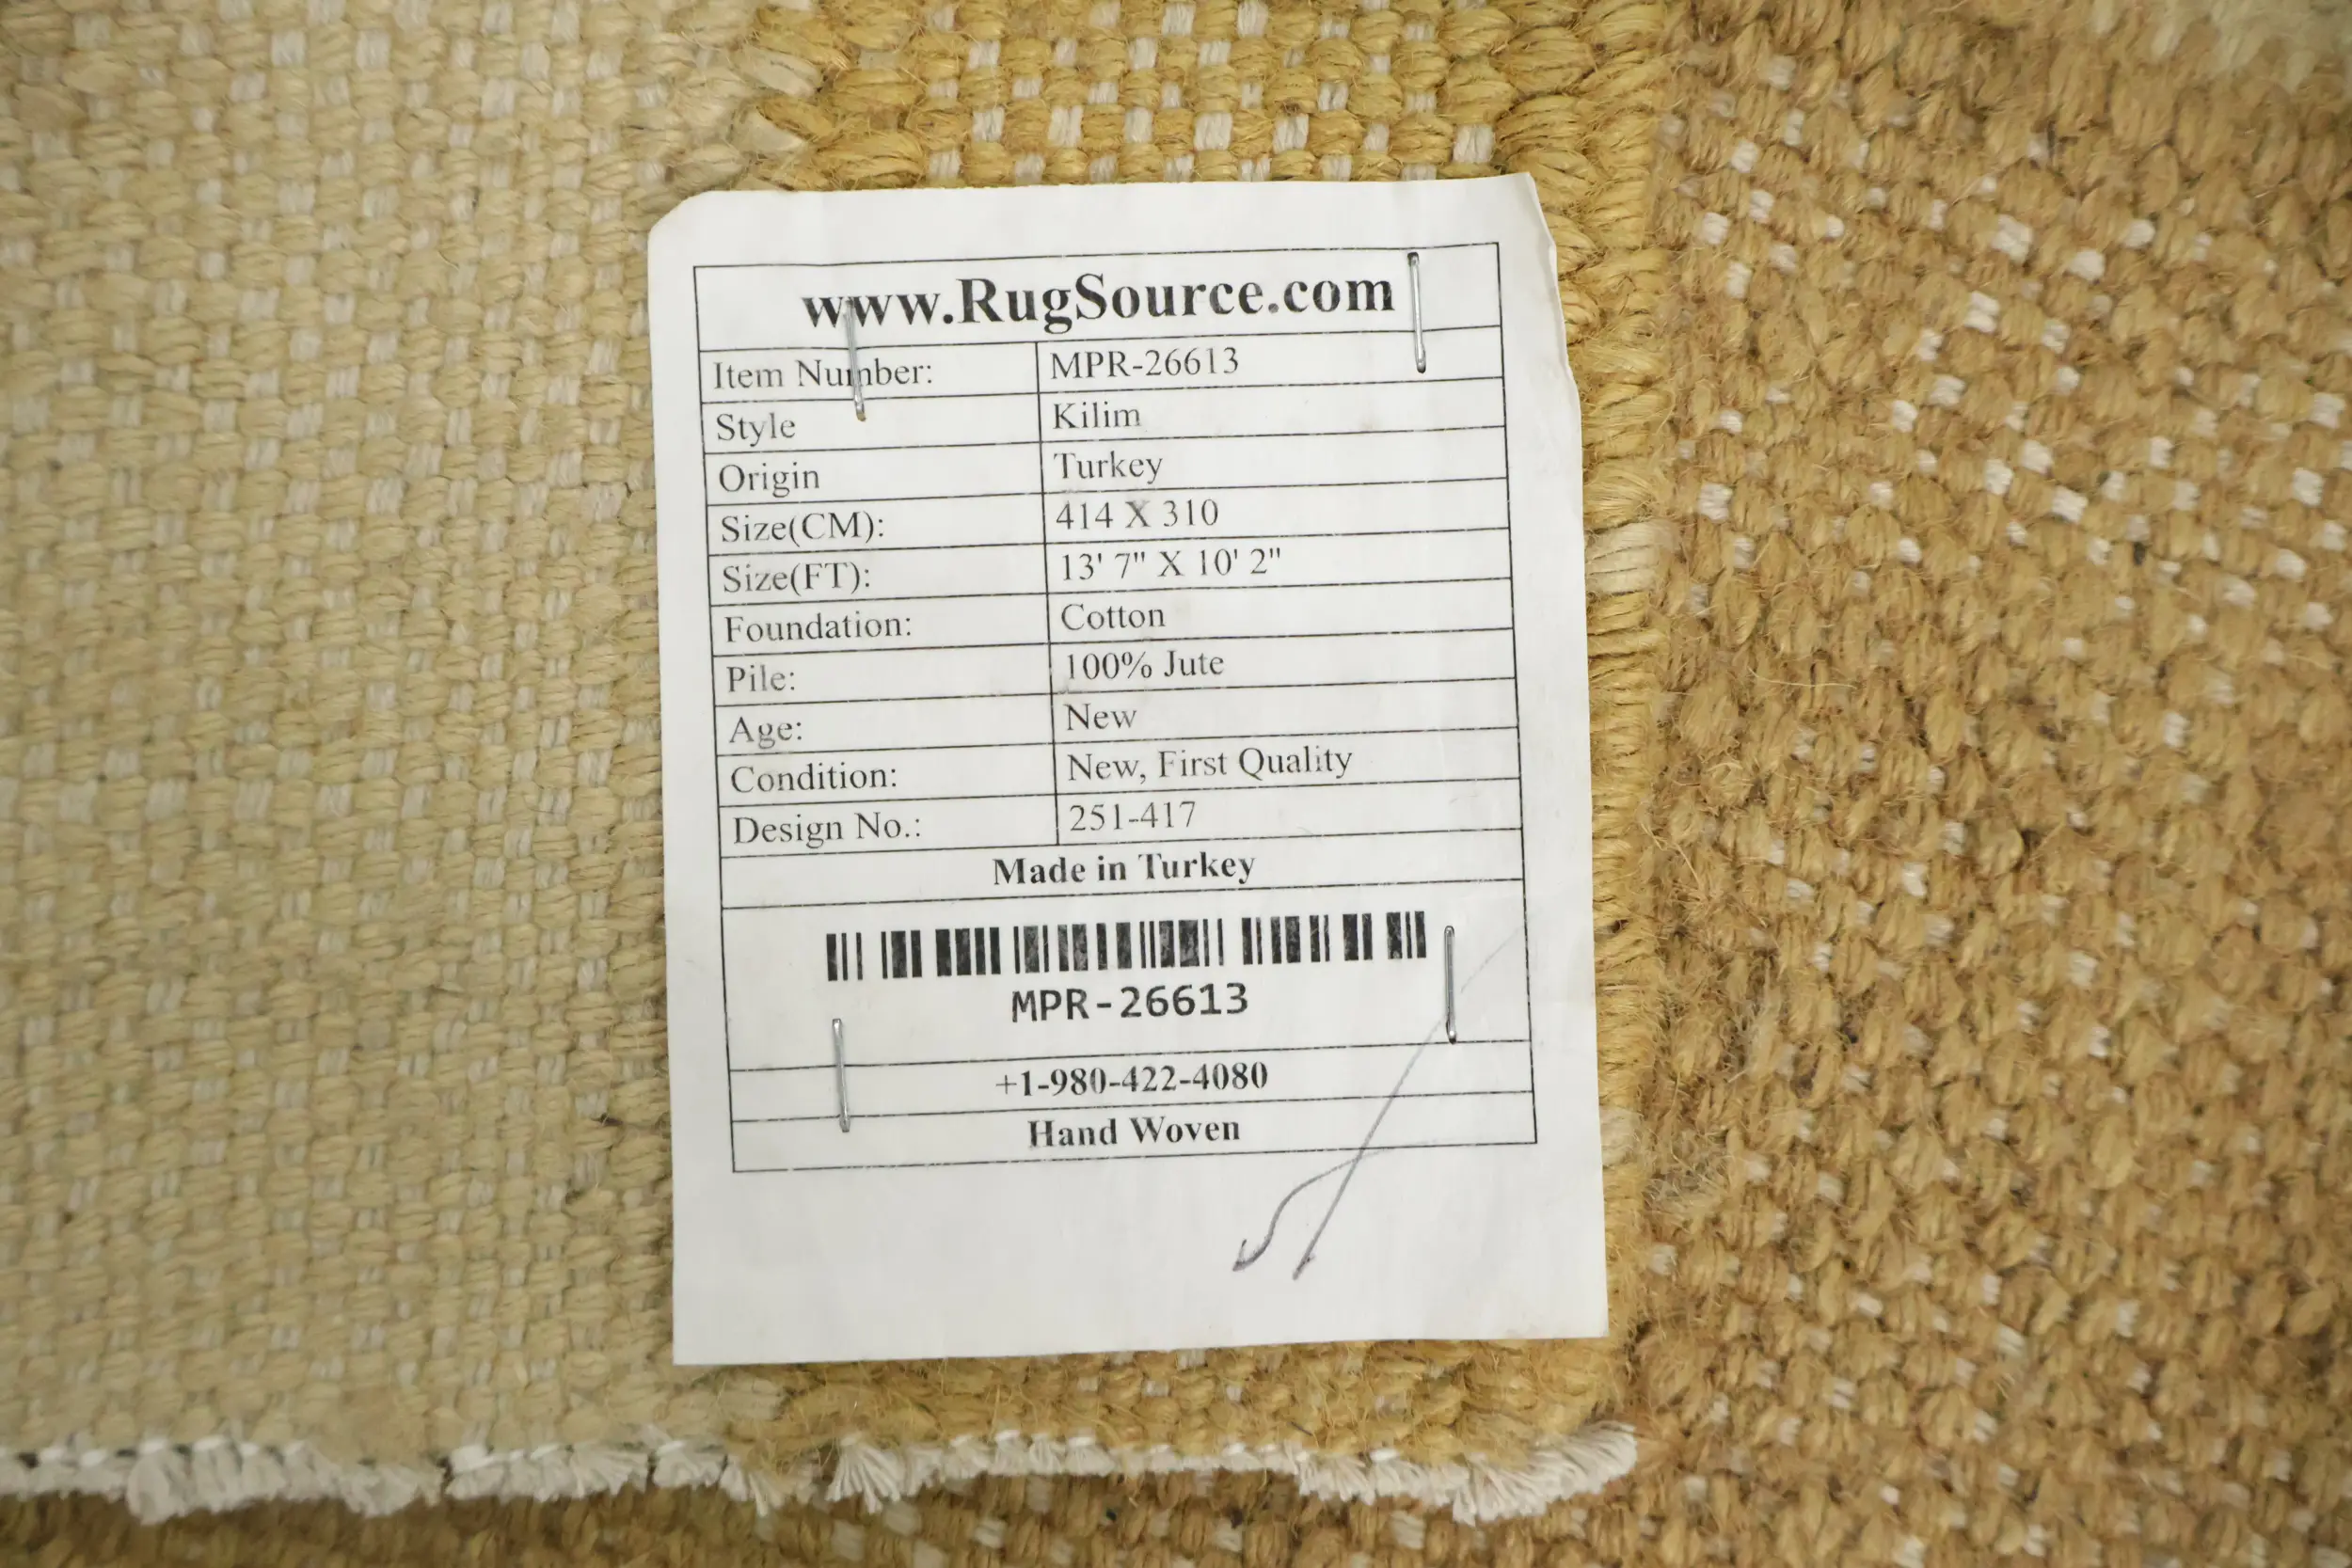 www.RugSource.com
Item Number: MPR-26613
Style Kilim
Origin Turkey
Size(CM): 414 X 310
Size(FT): 13' 7" X 10' 2"
Foundation: Cotton
Pile: 100% Jute
Age: New
Condition: New, First Quality
Design No.: 251-417
Made in Turkey
MPR-26613
+1-980-422-4080
Hand Woven